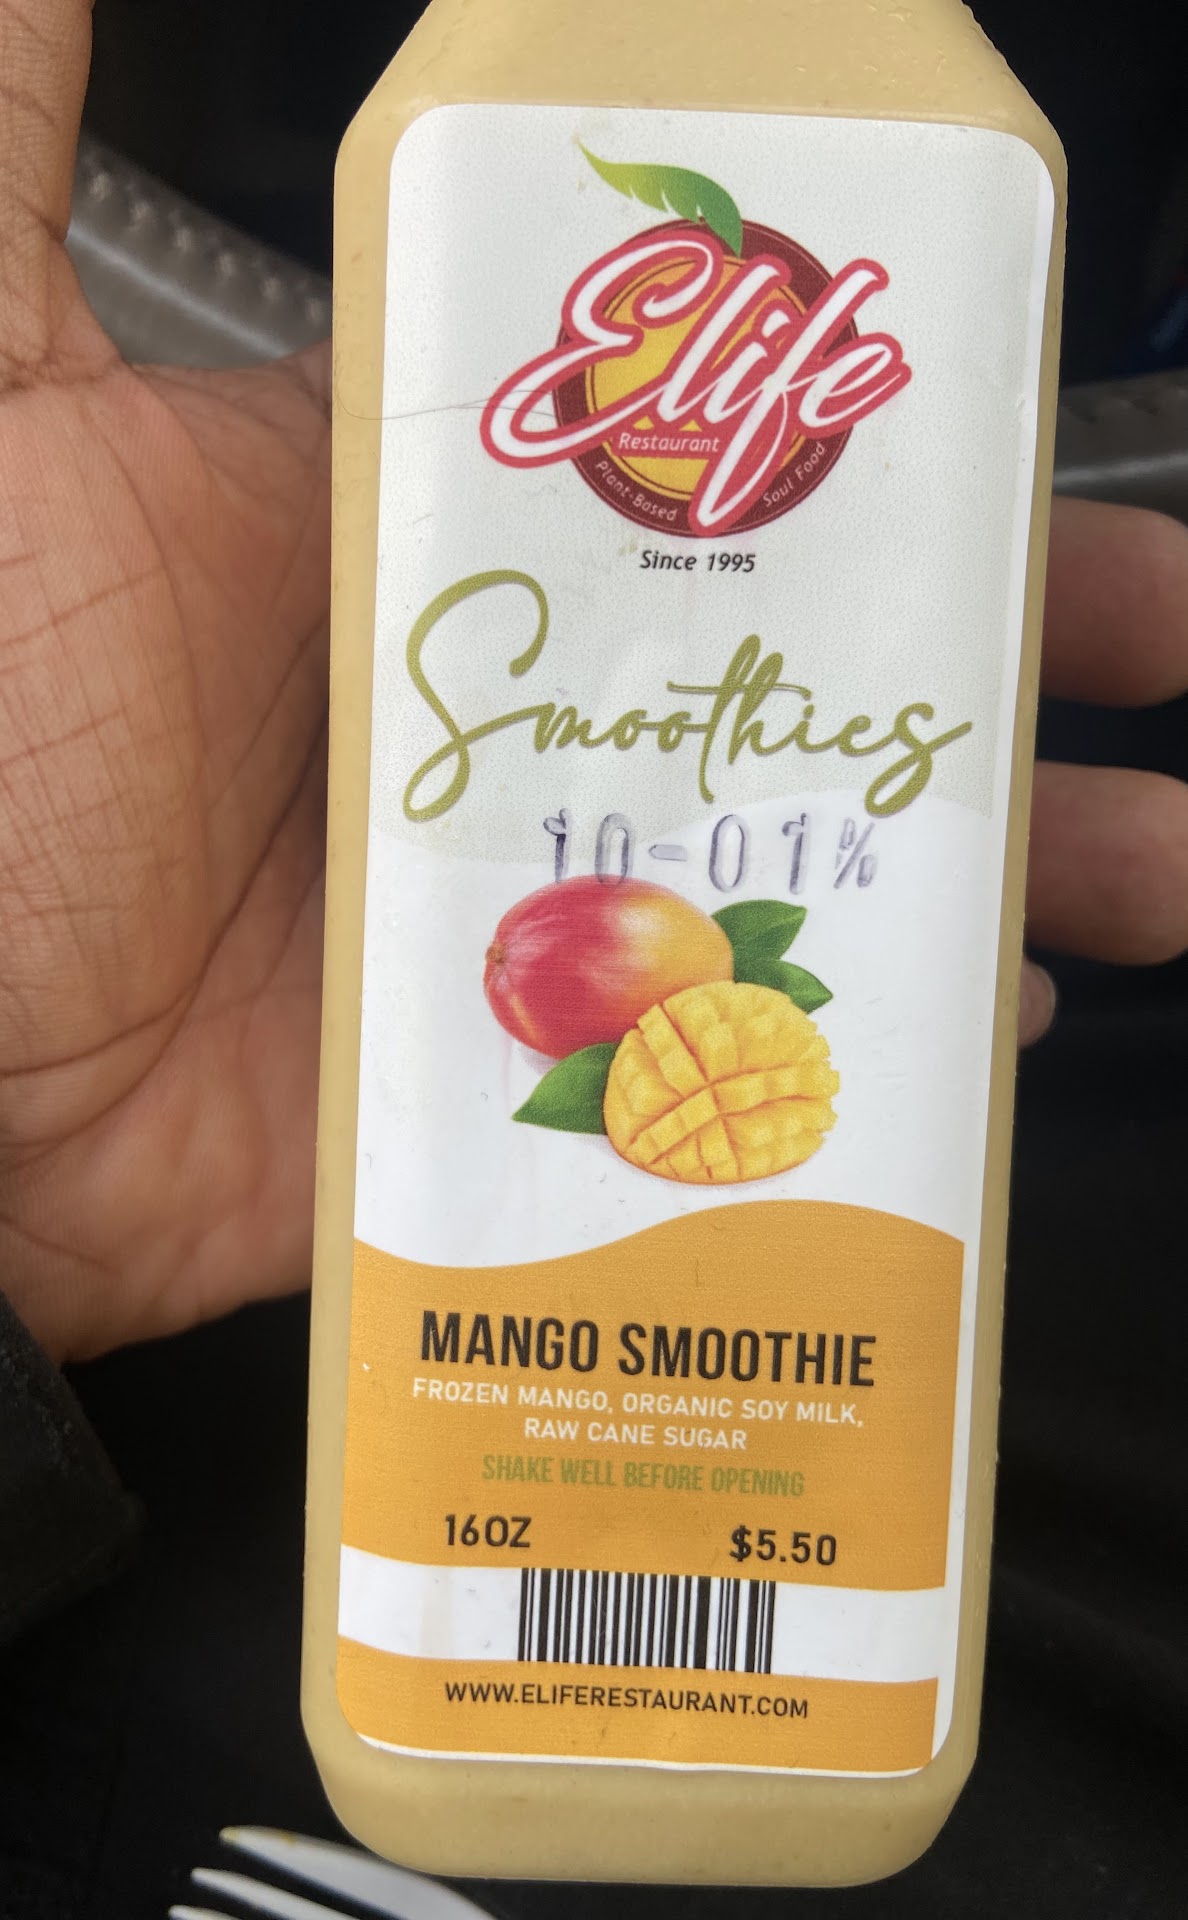 Elife
Restaurant
Plant-Based Soul Food
Since 1995
Smoothies
10-01%
MANGO SMOOTHIE
FROZEN MANGO, ORGANIC SOY MILK,
RAW CANE SUGAR
SHAKE WELL BEFORE OPENING
16OZ $5.50
WWW.ELIFERESTAURANT.COM